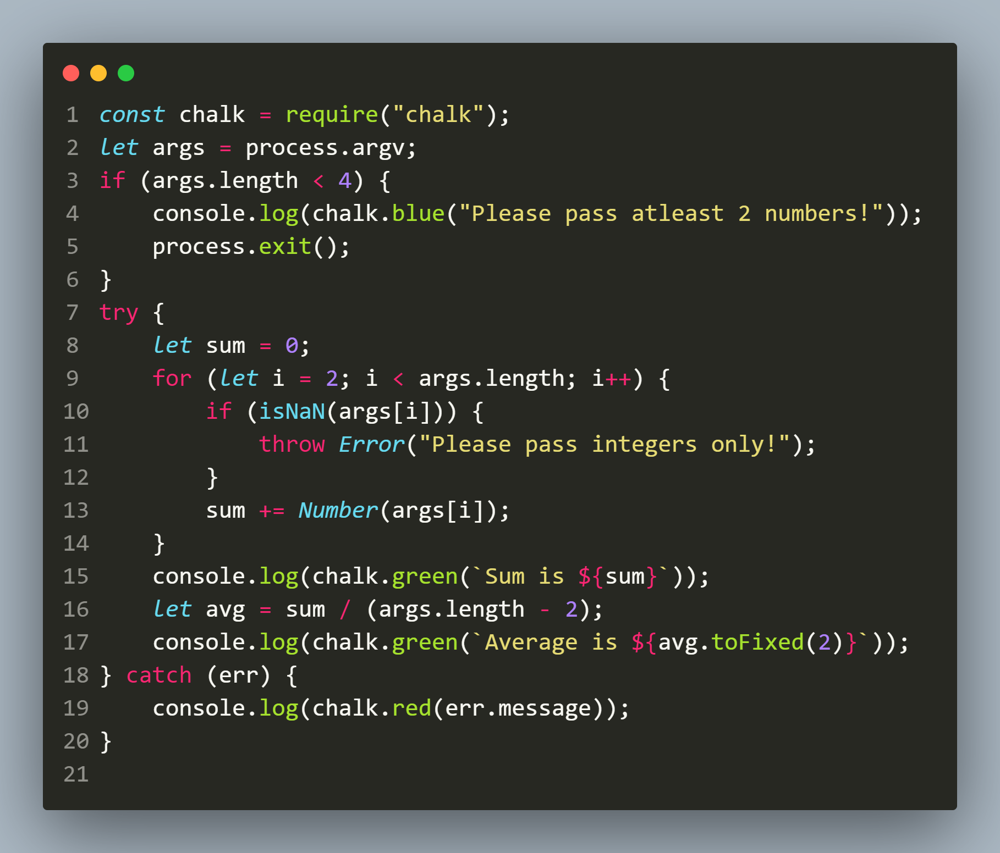 1 const chalk = require("chalk");
2 let args = process.argv;
3 if (args.length < 4) {
4     console.log(chalk.blue("Please pass atleast 2 numbers!"));
5     process.exit();
6 }
7 try {
8     let sum = 0;
9     for (let i = 2; i < args.length; i++) {
10         if (isNaN(args[i])) {
11             throw Error("Please pass integers only!");
12         }
13         sum += Number(args[i]);
14     }
15     console.log(chalk.green(`Sum is ${sum}`));
16     let avg = sum / (args.length - 2);
17     console.log(chalk.green(`Average is ${avg.toFixed(2)}`));
18 } catch (err) {
19     console.log(chalk.red(err.message));
20 }
21